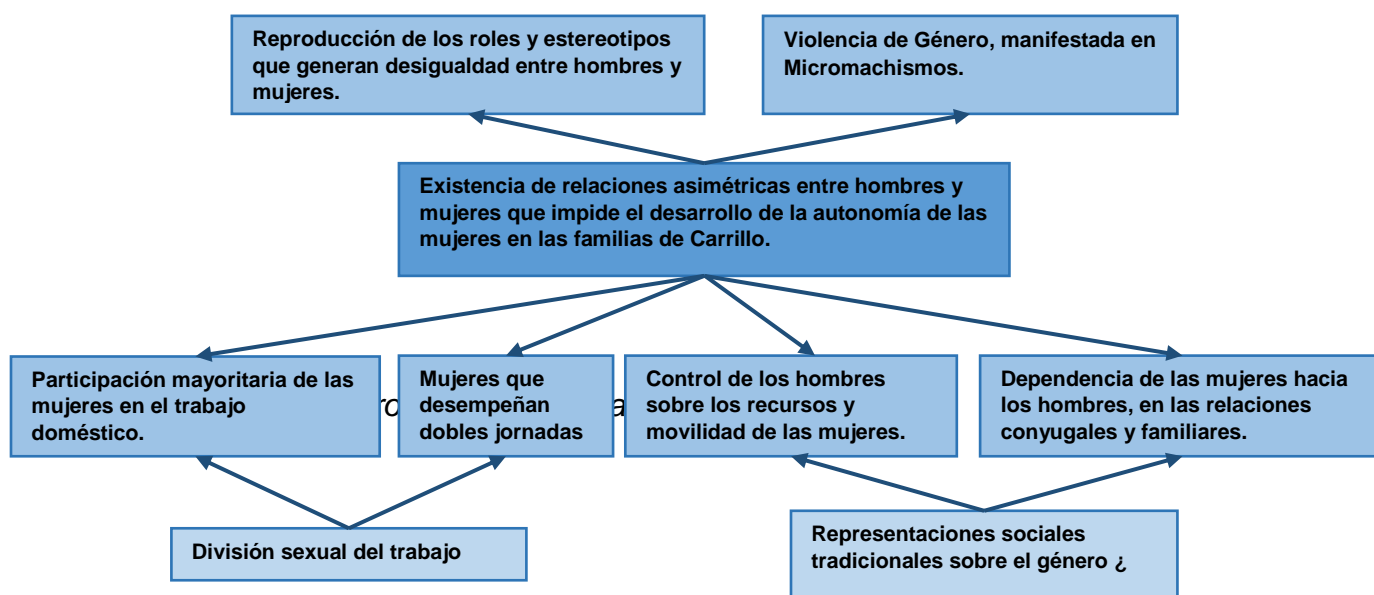 Reproducción de los roles y estereotipos
que generan desigualdad entre hombres y
mujeres.
Violencia de Género, manifestada en
Micromachismos.
Existencia de relaciones asimétricas entre hombres y
mujeres que impide el desarrollo de la autonomía de las
mujeres en las familias de Carrillo.
Participación mayoritaria de las
mujeres en el trabajo
doméstico.
Mujeres que
desempeñan
dobles jornadas
Control de los hombres
sobre los recursos y
movilidad de las mujeres.
Dependencia de las mujeres hacia
los hombres, en las relaciones
conyugales y familiares.
División sexual del trabajo
Representaciones sociales
tradicionales sobre el género ¿